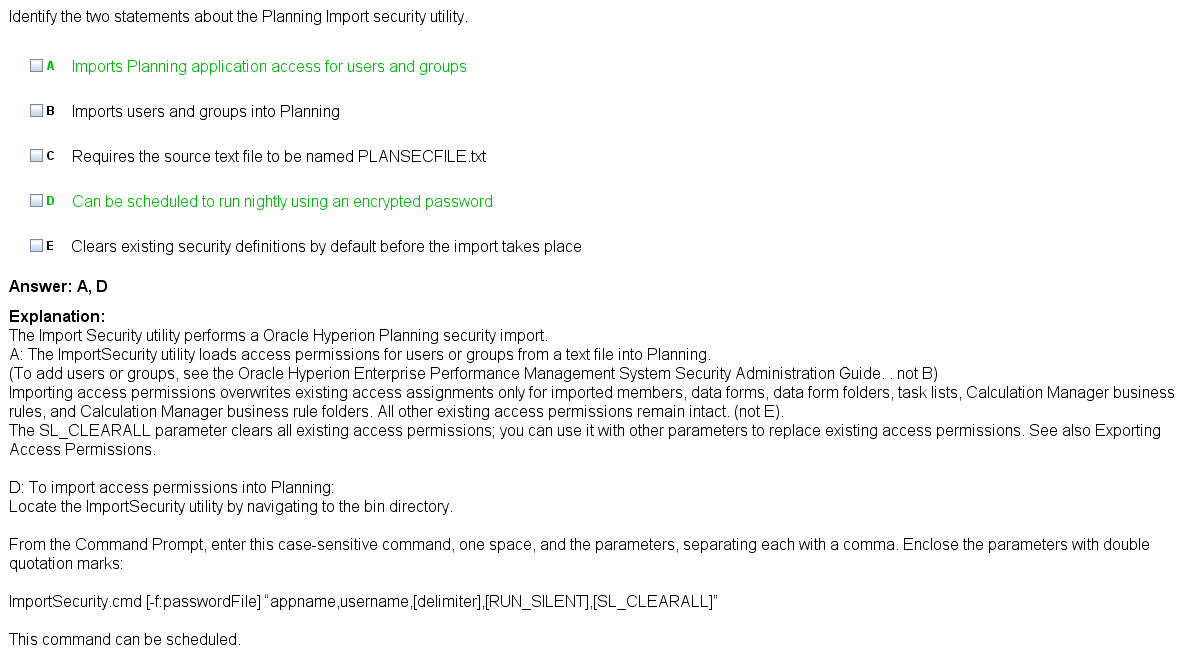 Identify the two statements about the Planning Import security utility.
A Imports Planning application access for users and groups
B Imports users and groups into Planning
C Requires the source text file to be named PLANSECFILE.txt
D Can be scheduled to run nightly using an encrypted password
E Clears existing security definitions by default before the import takes place
Answer: A, D
Explanation:
The Import Security utility performs a Oracle Hyperion Planning security import.
A: The ImportSecurity utility loads access permissions for users or groups from a text file into Planning.
(To add users or groups, see the Oracle Hyperion Enterprise Performance Management System Security Administration Guide. . not B)
Importing access permissions overwrites existing access assignments only for imported members, data forms, data form folders, task lists, Calculation Manager business
rules, and Calculation Manager business rule folders. All other existing access permissions remain intact. (not E).
The SL_CLEARALL parameter clears all existing access permissions; you can use it with other parameters to replace existing access permissions. See also Exporting
Access Permissions.
D: To import access permissions into Planning:
Locate the ImportSecurity utility by navigating to the bin directory.
From the Command Prompt, enter this case-sensitive command, one space, and the parameters, separating each with a comma. Enclose the parameters with double
quotation marks:
ImportSecurity.cmd [-f:passwordFile] “appname,username,[delimiter],[RUN_SILENT],[SL_CLEARALL]”
This command can be scheduled.